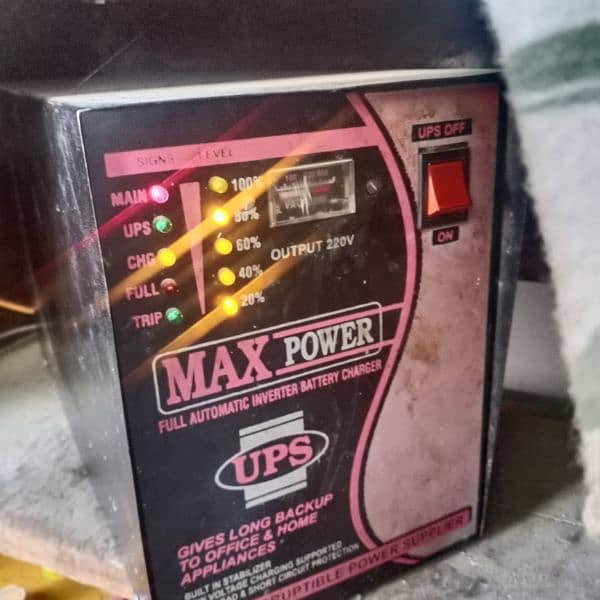 SIGNS LEVEL
UPS OFF
MAIN
100%
UPS
80%
CHG
60%
ON
OUTPUT 220V
FULL
40%
TRIP
20%
MAX POWER
FULL AUTOMATIC INVERTER BATTERY CHARGER
UPS
GIVES LONG BACKUP
TO OFFICE & HOME
APPLIANCES
BUILT IN STABILIZER
VOLTAGE CHARGING SUPPORTED
& SHORT CIRCUIT PROTECTION
POWER SUPPLIER